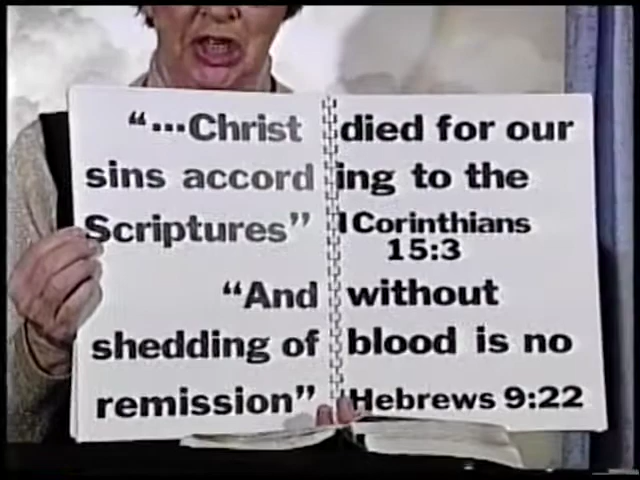 “...Christ died for our
sins according to the
Scriptures” 1 Corinthians
15:3
“And without
shedding of blood is no
remission” Hebrews 9:22